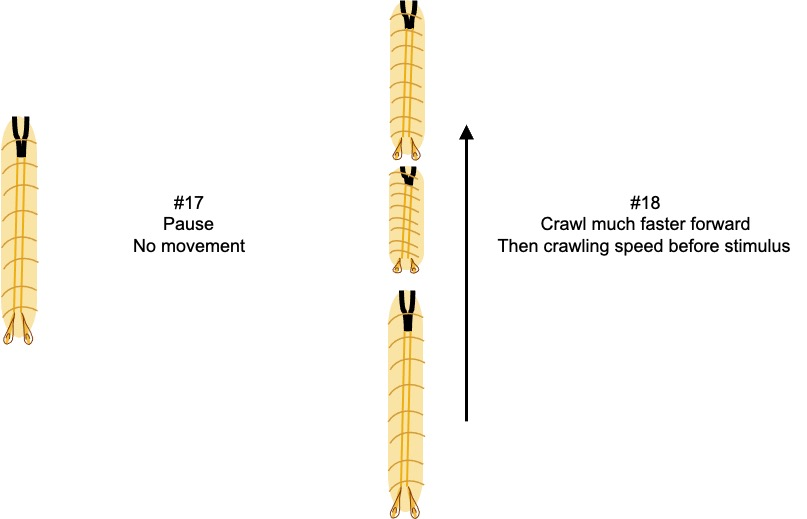 #17
Pause
No movement
#18
Crawl much faster forward
Then crawling speed before stimulus